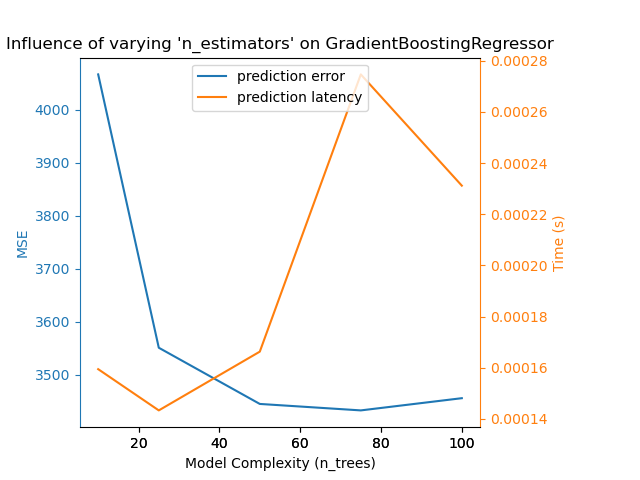 Influence of varying 'n_estimators' on GradientBoostingRegressor
prediction error
prediction latency
4000
3900
3800
3700
3600
3500
MSE
0.00028
0.00026
0.00024
0.00022
0.00020
0.00018
0.00016
0.00014
Time (s)
20 40 60 80 100
Model Complexity (n_trees)